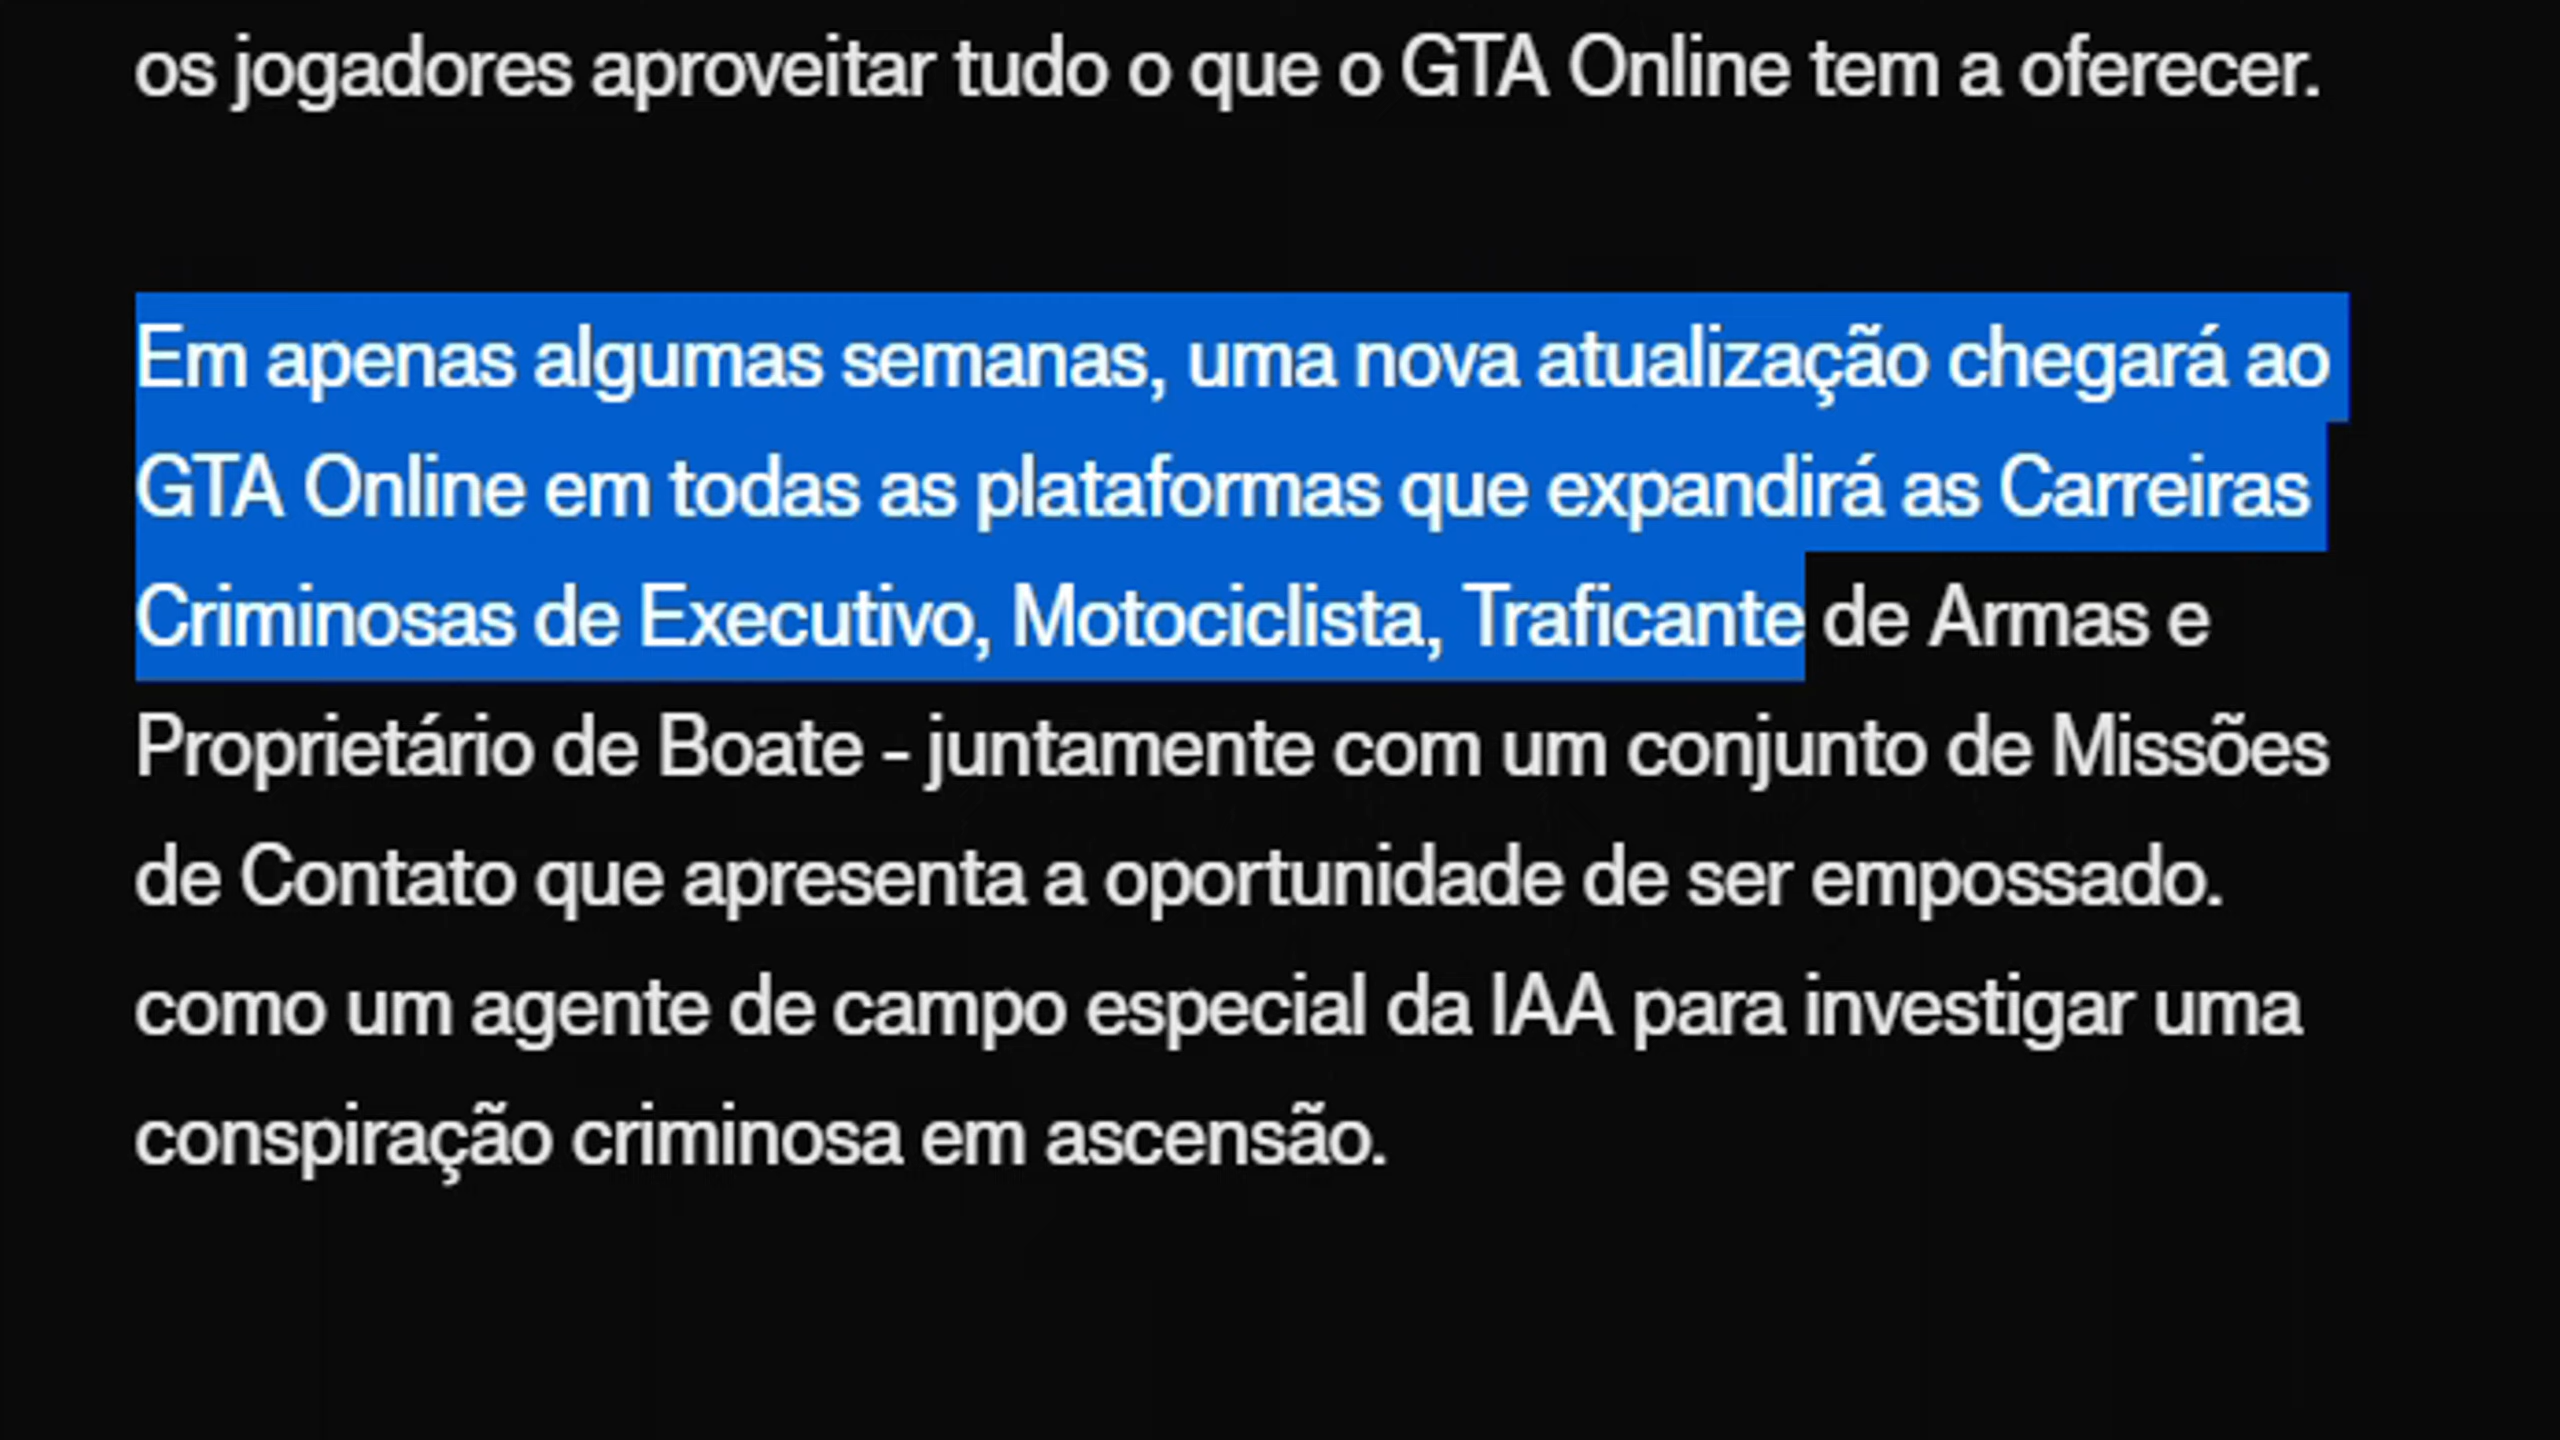 os jogadores aproveitar tudo o que o GTA Online tem a oferecer.
Em apenas algumas semanas, uma nova atualização chegará ao
GTA Online em todas as plataformas que expandirá as Carreiras
Criminosas de Executivo, Motociclista, Traficante de Armas e
Proprietário de Boate - juntamente com um conjunto de Missões
de Contato que apresenta a oportunidade de ser empossado.
como um agente de campo especial da IAA para investigar uma
conspiração criminosa em ascensão.